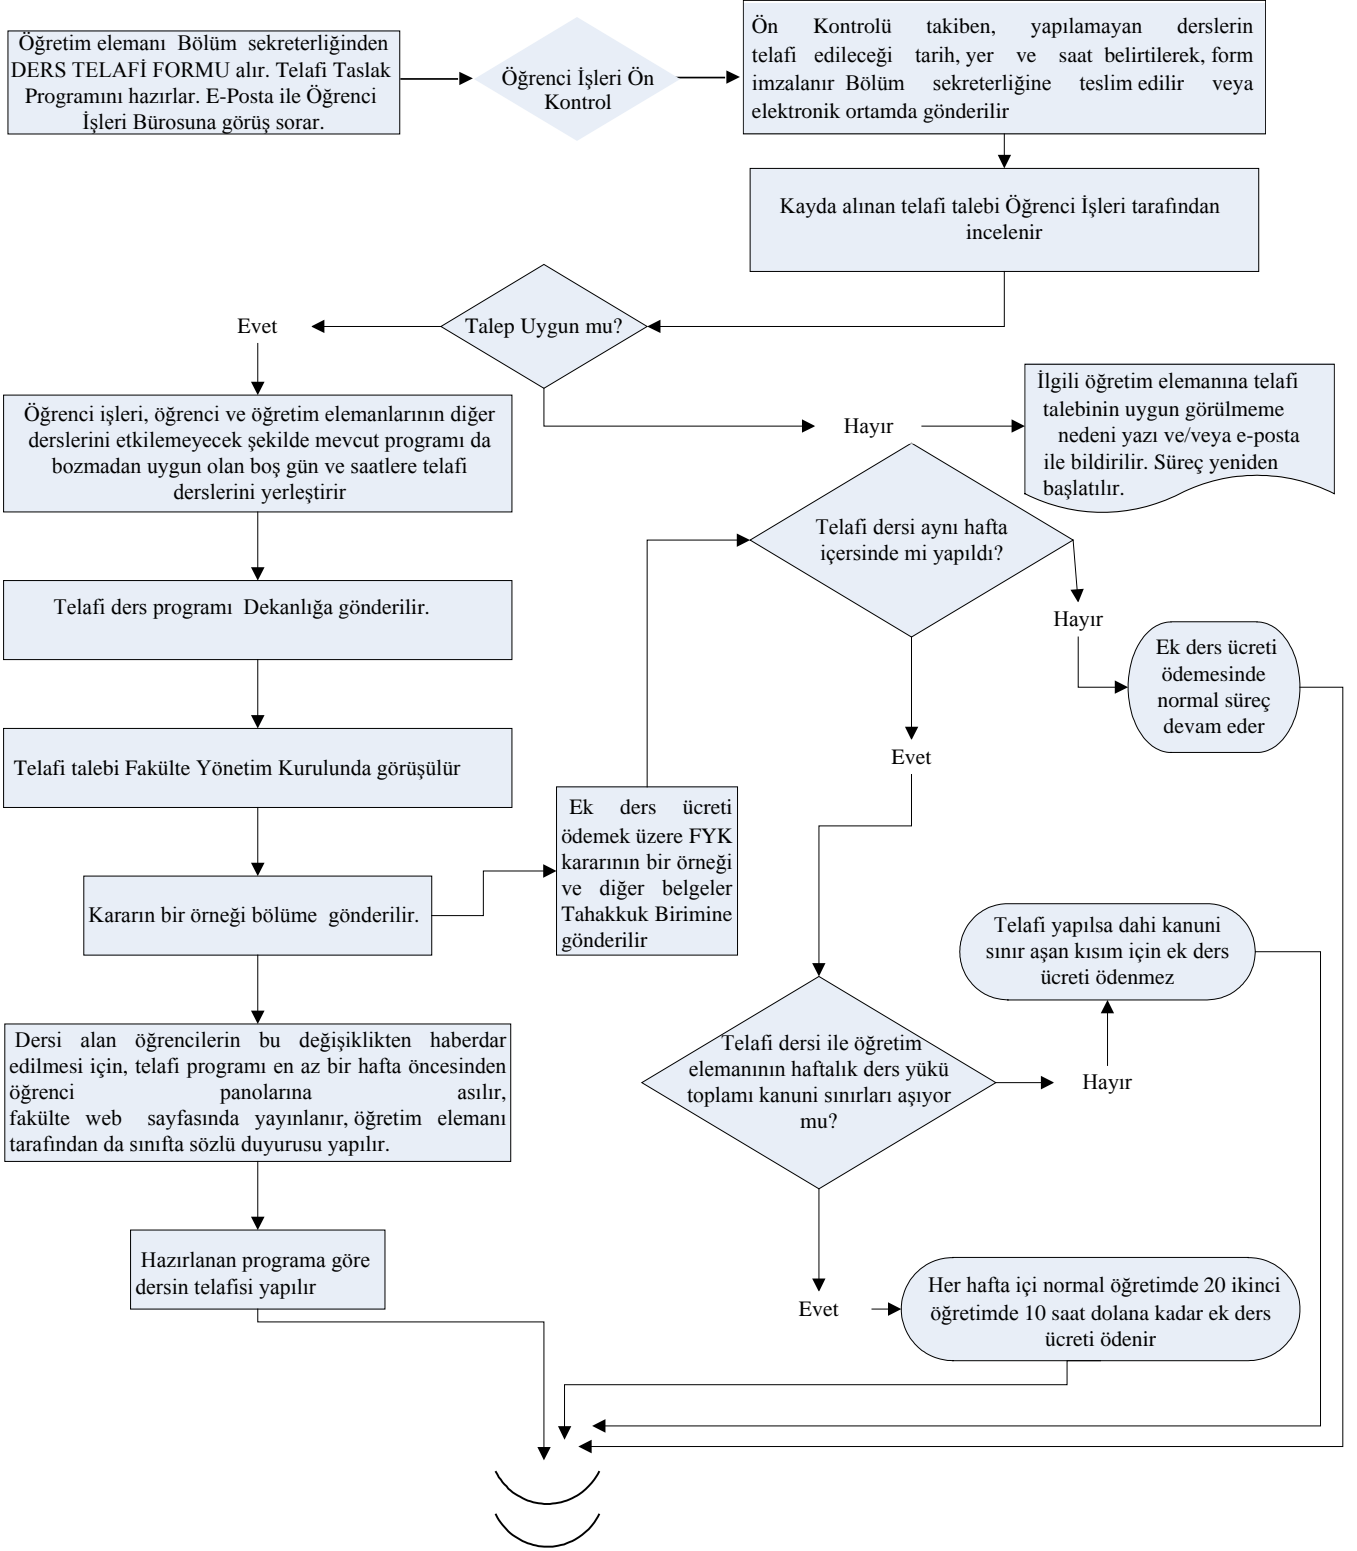 Öğretim elemanı Bölüm sekreterliğinden
DERS TELAFİ FORMU alır. Telafi Taslak
Programını hazırlar. E-Posta ile Öğrenci
İşleri Bürosuna görüş sorar.
Öğrenci İşleri Ön
Kontrol
Ön Kontrolü takiben, yapılamayan derslerin
telafi edileceği tarih, yer ve saat belirtilerek, form
imzalanır Bölüm sekreterliğine teslim edilir veya
elektronik ortamda gönderilir
Kayda alınan telafi talebi Öğrenci İşleri tarafından
incelenir
Talep Uygun mu?
Evet
Hayır
İlgili öğretim elemanına telafi
talebinin uygun görülmeme
nedeni yazı ve/veya e-posta
ile bildirilir. Süreç yeniden
başlatılır.
Öğrenci işleri, öğrenci ve öğretim elemanlarının diğer
derslerini etkilemeyecek şekilde mevcut programı da
bozmadan uygun olan boş gün ve saatlere telafi
derslerini yerleştirir
Telafi dersi aynı hafta
içersinde mi yapıldı?
Telafi ders programı Dekanlığa gönderilir.
Hayır
Ek ders ücreti
ödemesinde
normal süreç
devam eder
Evet
Telafi talebi Fakülte Yönetim Kurulunda görüşülür
Ek ders ücreti
ödemek üzere FYK
kararının bir örneği
ve diğer belgeler
Tahakkuk Birimine
gönderilir
Kararın bir örneği bölüme gönderilir.
Telafi yapılsa dahi kanuni
sınır aşan kısım için ek ders
ücreti ödenmez
Dersi alan öğrencilerin bu değişiklikten haberdar
edilmesi için, telafi programı en az bir hafta öncesinden
öğrenci panolarına asılır,
fakülte web sayfasında yayınlanır, öğretim elemanı
tarafından da sınıfta sözlü duyurusu yapılır.
Telafi dersi ile öğretim
elemanının haftalık ders yükü
toplamı kanuni sınırları aşıyor
mu?
Hayır
Hazırlanan programa göre
dersin telafisi yapılır
Evet
Her hafta içi normal öğretimde 20 ikinci
öğretimde 10 saat dolana kadar ek ders
ücreti ödenir